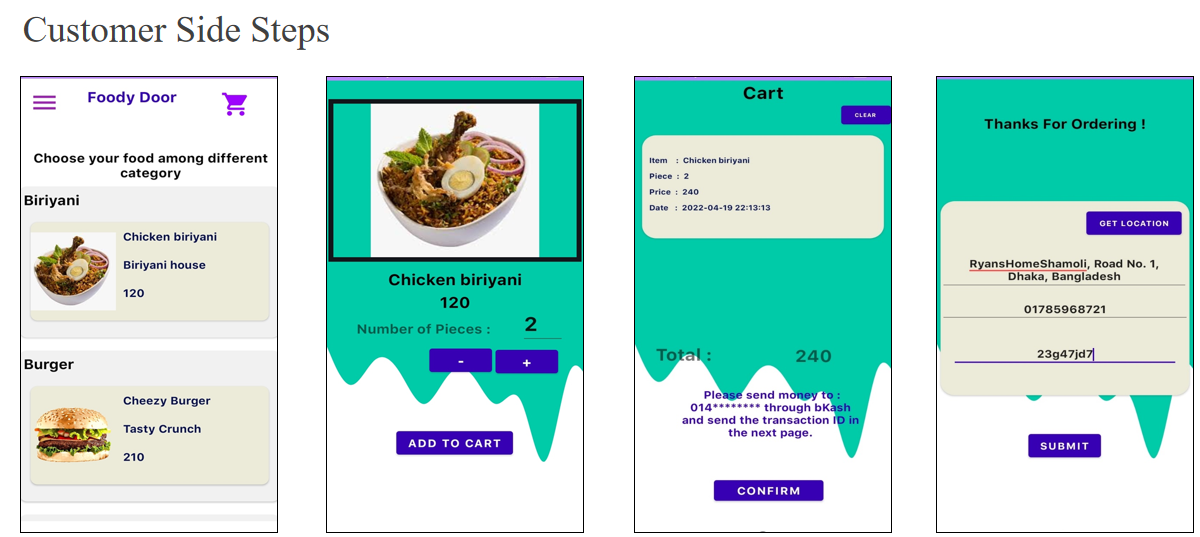 Customer Side Steps
Foody Door
Choose your food among different
category
Biriyani
Chicken biriyani
Biriyani house
120
Burger
Cheezy Burger
Tasty Crunch
210
Chicken biriyani
120
Number of Pieces : 2
- +
ADD TO CART
Cart
CLEAR
Item : Chicken biriyani
Piece : 2
Price : 240
Date : 2022-04-19 22:13:13
Total : 240
Please send money to :
014******** through bKash
and send the transaction ID in
the next page.
CONFIRM
Thanks For Ordering !
GET LOCATION
RyansHomeShamoli, Road No. 1,
Dhaka, Bangladesh
01785968721
23g47jd7
SUBMIT